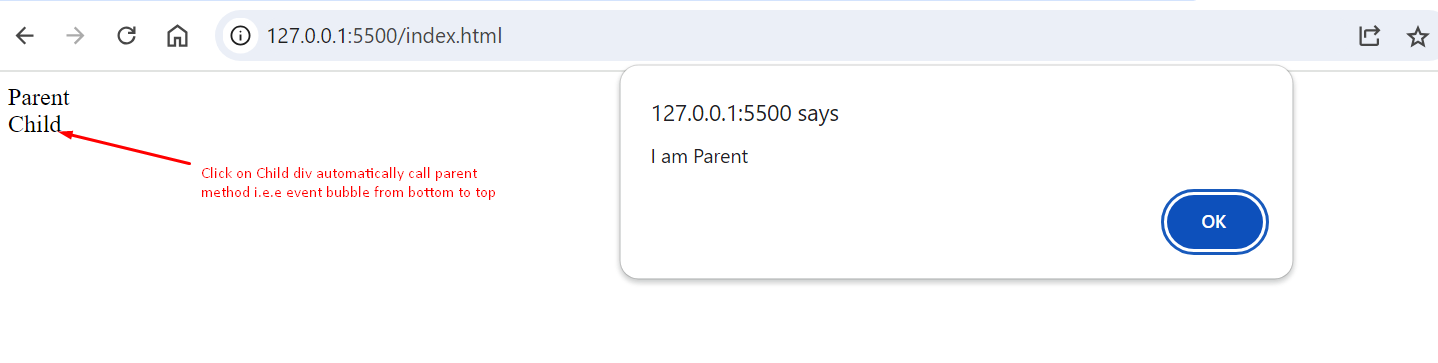 127.0.0.1:5500/index.html
127.0.0.1:5500 says
I am Parent
OK
Parent
Child
Click on Child div automatically call parent
method i.e.e event bubble from bottom to top